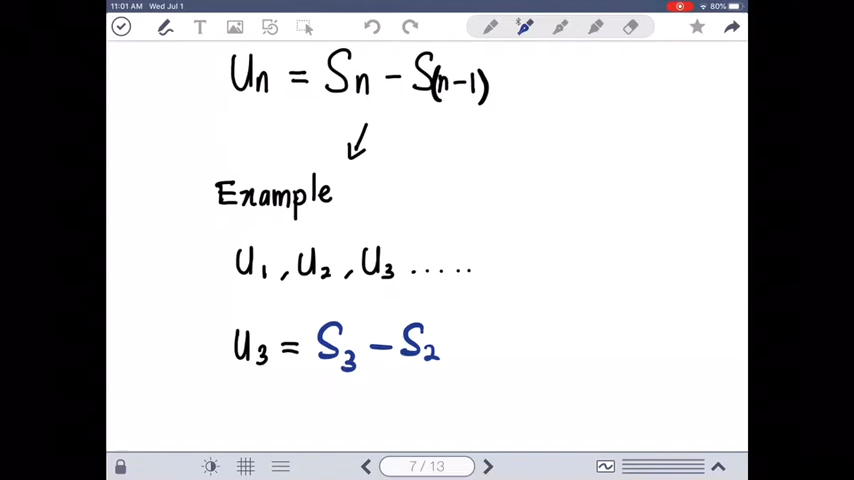 11:01 AM Wed Jul 1 80%
T
Un = Sn - S(n-1)
Example
U1, U2, U3 ......
U3 = S3 - S2
7 / 13